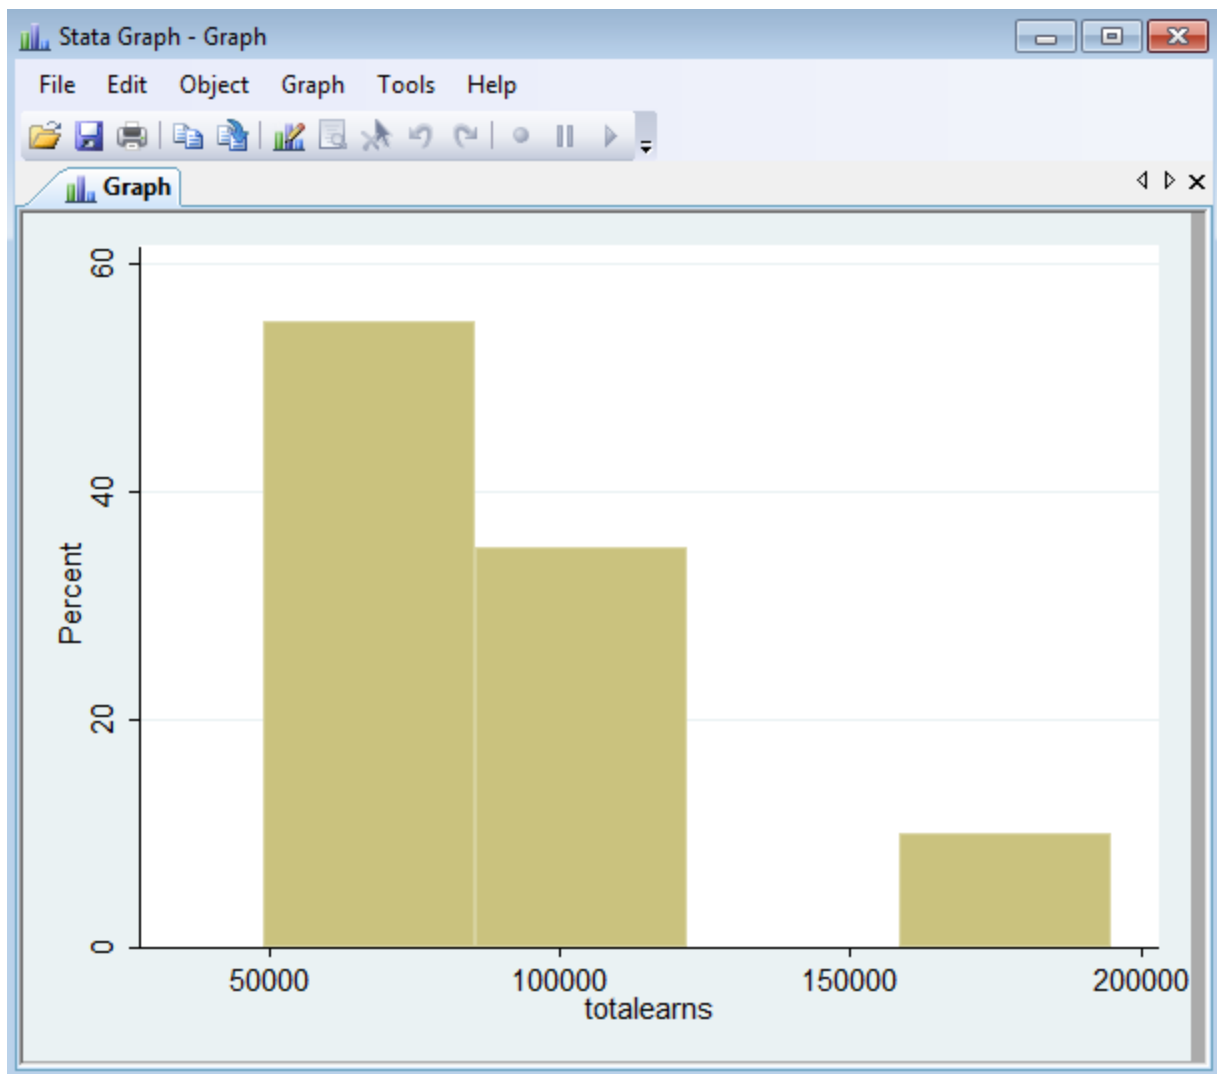 Stata Graph - Graph
File Edit Object Graph Tools Help
Graph
60
40
20
0
Percent
50000 100000 150000 200000
totalearns